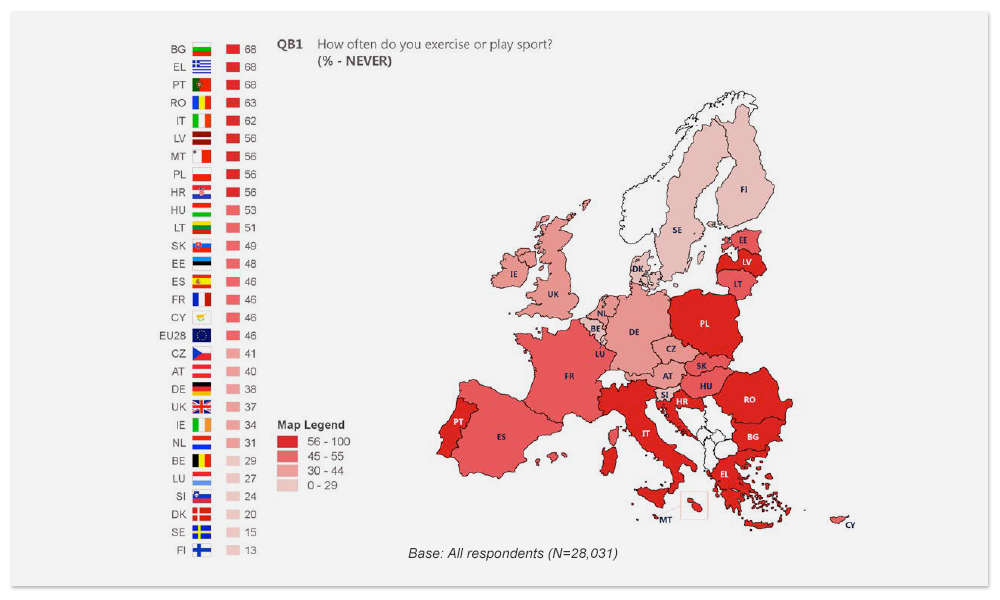 QB1 How often do you exercise or play sport?
(% - NEVER)
BG 68
EL 68
PT 68
RO 63
IT 62
LV 56
MT 56
PL 56
HR 56
HU 53
LT 51
SK 49
EE 48
ES 46
FR 46
CY 46
EU28 46
CZ 41
AT 40
DE 38
UK 37
IE 34
NL 31
BE 29
LU 27
SI 24
DK 20
SE 15
FI 13
Map Legend
56 - 100
45 - 55
30 - 44
0 - 29
FI
SE
EE
LV
DK
LT
IE
UK
NL
PL
BE
DE
LU
CZ
SK
FR
AT
HU
SI
HR
RO
PT
ES
IT
BG
EL
MT
CY
Base: All respondents (N=28,031)